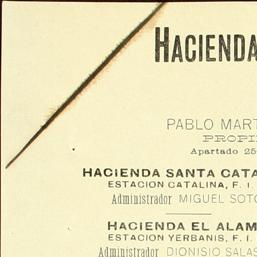 HACIENDA
PABLO MART
PROPI
Apartado 25
HACIENDA SANTA CATA
ESTACION CATALINA, F. I.
Administrador MIGUEL SOTO
HACIENDA EL ALAM
ESTACION YERBANIS, F. I.
Administrador DIONISIO SALAS